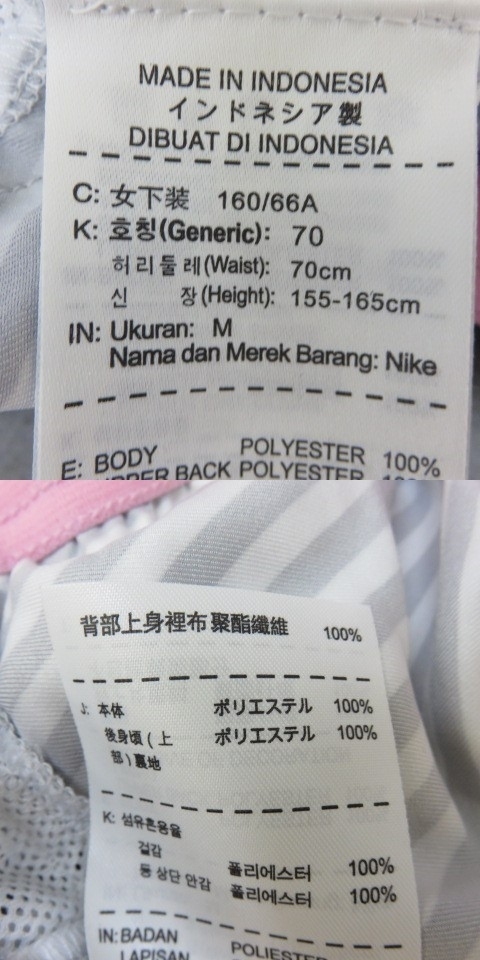 MADE IN INDONESIA
インドネシア製
DIBUAT DI INDONESIA
C: 女下装 160/66A
K: 호칭(Generic): 70
허리둘레(Waist): 70cm
신 장(Height): 155-165cm
IN: Ukuran: M
Nama dan Merek Barang: Nike
E: BODY POLYESTER 100%
UPPER BACK POLYESTER
背部上身裡布 聚酯纖維 100%
J: 本体 ポリエステル 100%
後身頃(上 ポリエステル 100%
部)裏地
K: 섬유혼용율
겉감 폴리에스터 100%
등 상단 안감 폴리에스터 100%
IN: BADAN POLIESTER
LAPISAN